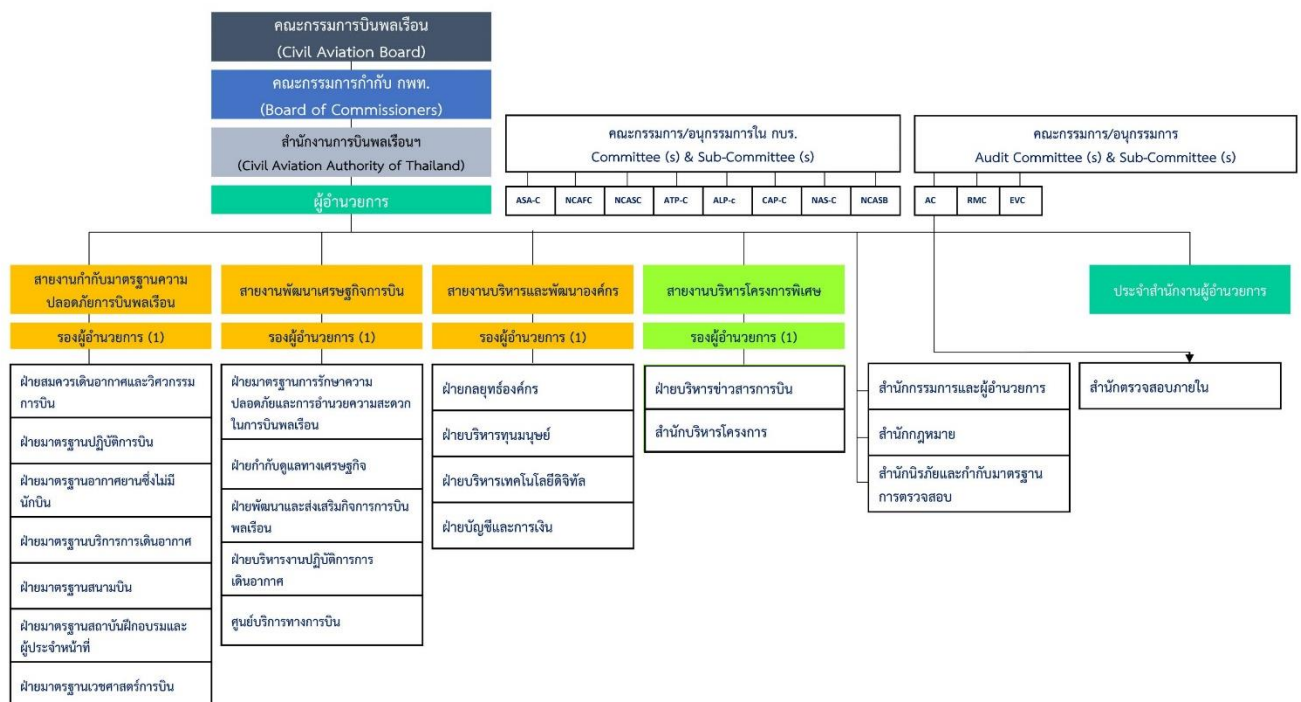 คณะกรรมการบินพลเรือน
(Civil Aviation Board)
คณะกรรมการกำกับ กพท.
(Board of Commissioners)
สำนักงานการบินพลเรือนฯ
(Civil Aviation Authority of Thailand)
ผู้อำนวยการ
คณะกรรมการ/อนุกรรมการใน กบร.
Committee (s) & Sub-Committee (s)
ASA-C
NCAFC
NCASC
ATP-C
ALP-c
CAP-C
NAS-C
NCASB
คณะกรรมการ/อนุกรรมการ
Audit Committee (s) & Sub-Committee (s)
AC
RMC
EVC
สายงานกำกับมาตรฐานความ
ปลอดภัยการบินพลเรือน
รองผู้อำนวยการ (1)
ฝ่ายสมควรเดินอากาศและวิศวกรรม
การบิน
ฝ่ายมาตรฐานปฏิบัติการบิน
ฝ่ายมาตรฐานอากาศยานซึ่งไม่มี
นักบิน
ฝ่ายมาตรฐานบริการการเดินอากาศ
ฝ่ายมาตรฐานสนามบิน
ฝ่ายมาตรฐานสถาบันฝึกอบรมและ
ผู้ประจำหน้าที่
ฝ่ายมาตรฐานเวชศาสตร์การบิน
สายงานพัฒนาเศรษฐกิจการบิน
รองผู้อำนวยการ (1)
ฝ่ายมาตรฐานการรักษาความ
ปลอดภัยและการอำนวยความสะดวก
ในการบินพลเรือน
ฝ่ายกำกับดูแลทางเศรษฐกิจ
ฝ่ายพัฒนาและส่งเสริมกิจการการบิน
พลเรือน
ฝ่ายบริหารงานปฏิบัติการการ
เดินอากาศ
ศูนย์บริการทางการบิน
สายงานบริหารและพัฒนาองค์กร
รองผู้อำนวยการ (1)
ฝ่ายกลยุทธ์องค์กร
ฝ่ายบริหารทุนมนุษย์
ฝ่ายบริหารเทคโนโลยีดิจิทัล
ฝ่ายบัญชีและการเงิน
สายงานบริหารโครงการพิเศษ
รองผู้อำนวยการ (1)
ฝ่ายบริหารข่าวสารการบิน
สำนักบริหารโครงการ
สำนักกรรมการและผู้อำนวยการ
สำนักกฎหมาย
สำนักนิรภัยและกำกับมาตรฐาน
การตรวจสอบ
ประจำสำนักงานผู้อำนวยการ
สำนักตรวจสอบภายใน